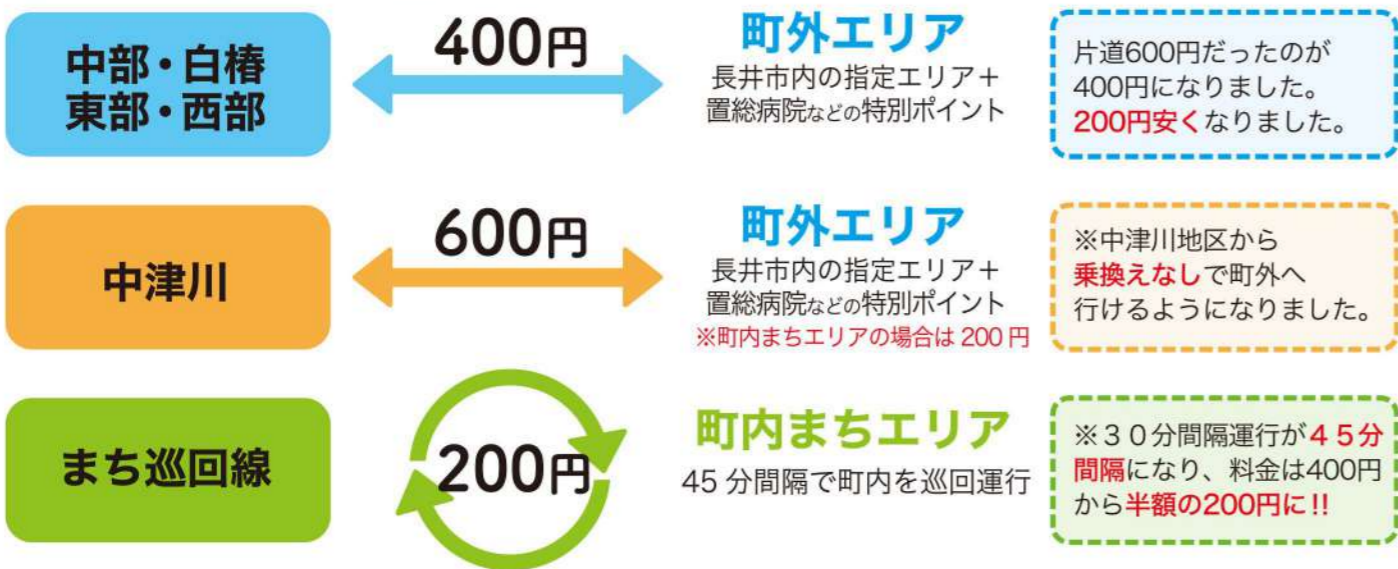 中部・白椿
東部・西部
400円
町外エリア
長井市内の指定エリア＋
置総病院などの特別ポイント
片道600円だったのが
400円になりました。
200円安くなりました。
中津川
600円
町外エリア
長井市内の指定エリア＋
置総病院などの特別ポイント
※町内まちエリアの場合は 200 円
※中津川地区から
乗換えなしで町外へ
行けるようになりました。
まち巡回線
200円
町内まちエリア
45 分間隔で町内を巡回運行
※３０分間隔運行が４５分
間隔になり、料金は400円
から半額の200円に!!